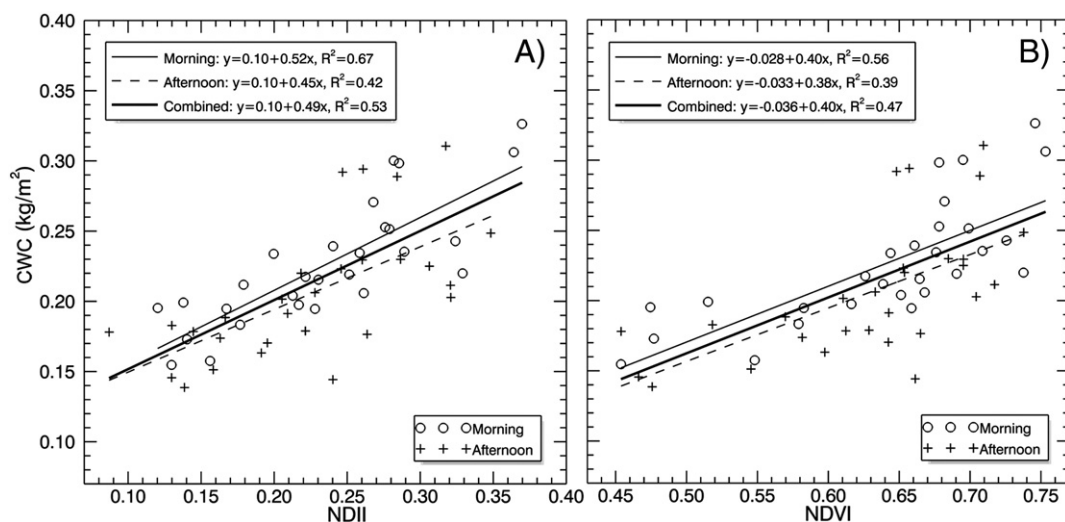 A)
Morning: y=0.10+0.52x, R²=0.67
Afternoon: y=0.10+0.45x, R²=0.42
Combined: y=0.10+0.49x, R²=0.53
B)
Morning: y=-0.028+0.40x, R²=0.56
Afternoon: y=-0.033+0.38x, R²=0.39
Combined: y=-0.036+0.40x, R²=0.47
CWC (kg/m²)
0.40
0.35
0.30
0.25
0.20
0.15
0.10
Morning
Afternoon
Morning
Afternoon
0.10 0.15 0.20 0.25 0.30 0.35 0.40
NDII
0.45 0.50 0.55 0.60 0.65 0.70 0.75
NDVI